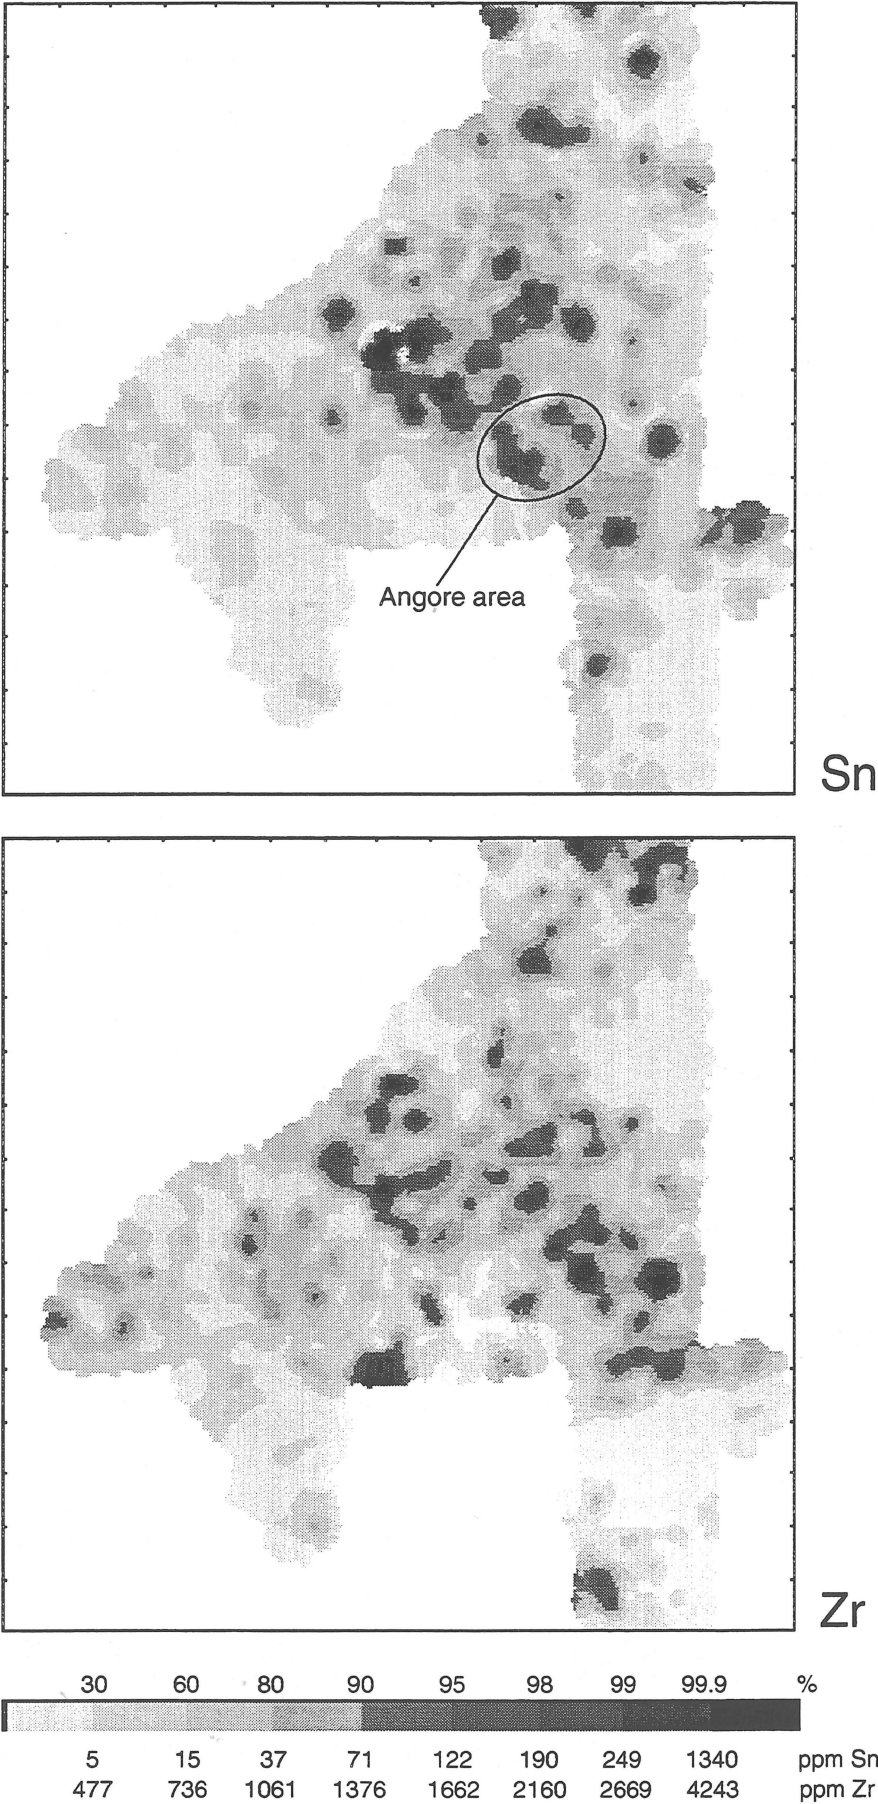 Angore area
Sn
Zr
30 60 80 90 95 98 99 99.9 %
5 15 37 71 122 190 249 1340 ppm Sn
477 736 1061 1376 1662 2160 2669 4243 ppm Zr